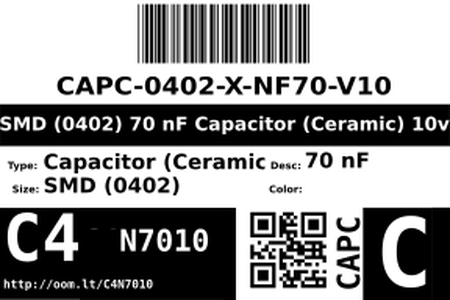 CAPC-0402-X-NF70-V10
SMD (0402) 70 nF Capacitor (Ceramic) 10v
Type: Capacitor (Ceramic Desc: 70 nF
Size: SMD (0402) Color:
C4 N7010 CAPC C
http://oom.lt/C4N7010